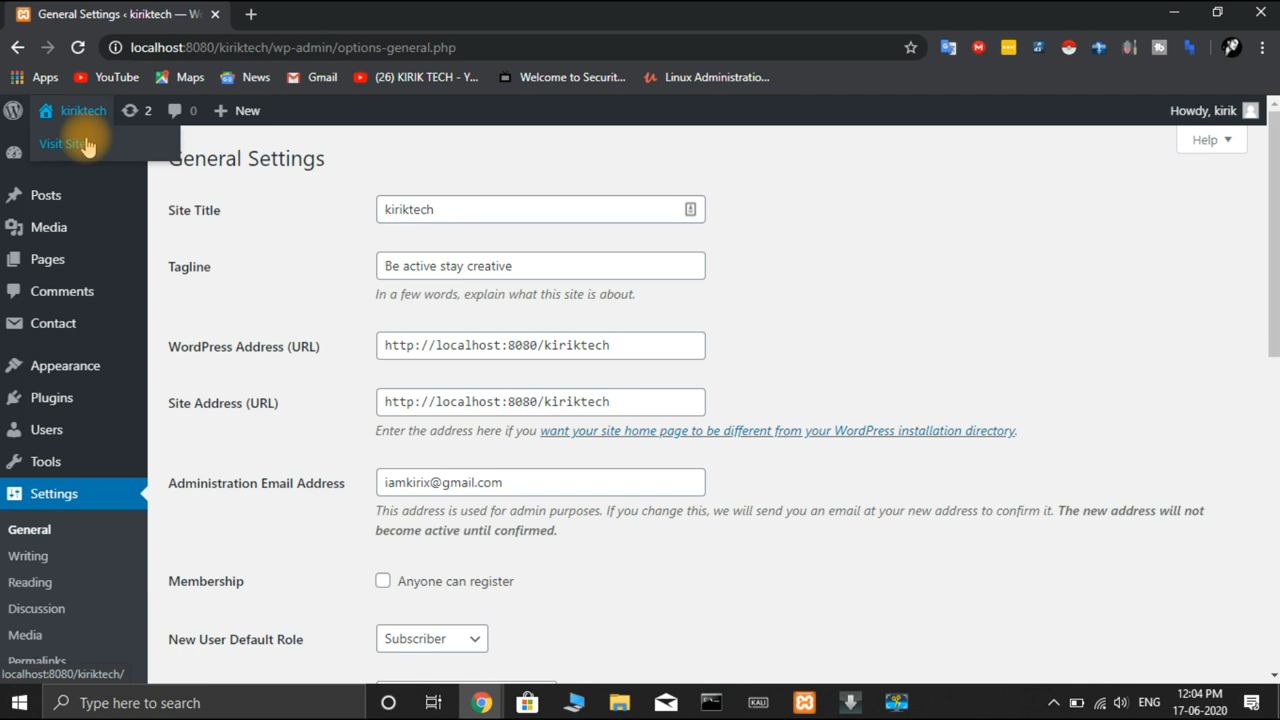 General Settings ‹ kiriktech — W
localhost:8080/kiriktech/wp-admin/options-general.php
Apps YouTube Maps News Gmail (26) KIRIK TECH - Y... Welcome to Securit... Linux Administratio...
kiriktech 2 0 New Howdy, kirik
Visit Site
Help
General Settings
Posts
Media
Pages
Comments
Contact
Appearance
Plugins
Users
Tools
Settings
General
Writing
Reading
Discussion
Media
Permalinks
localhost:8080/kiriktech/
Site Title kiriktech
Tagline Be active stay creative
In a few words, explain what this site is about.
WordPress Address (URL) http://localhost:8080/kiriktech
Site Address (URL) http://localhost:8080/kiriktech
Enter the address here if you want your site home page to be different from your WordPress installation directory.
Administration Email Address iamkirix@gmail.com
This address is used for admin purposes. If you change this, we will send you an email at your new address to confirm it. The new address will not
become active until confirmed.
Membership Anyone can register
New User Default Role Subscriber
Type here to search
KALI
ENG
12:04 PM
17-06-2020